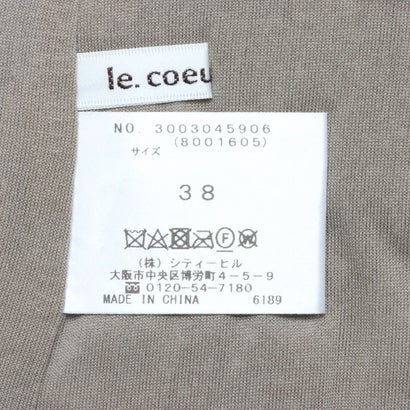 le. coeu
NO. 3003045906
(8001605)
サイズ
38
Ⓕ Ⓦ
(株) シティーヒル
大阪市中央区博労町4-5-9
0120-54-7180
MADE IN CHINA 6189